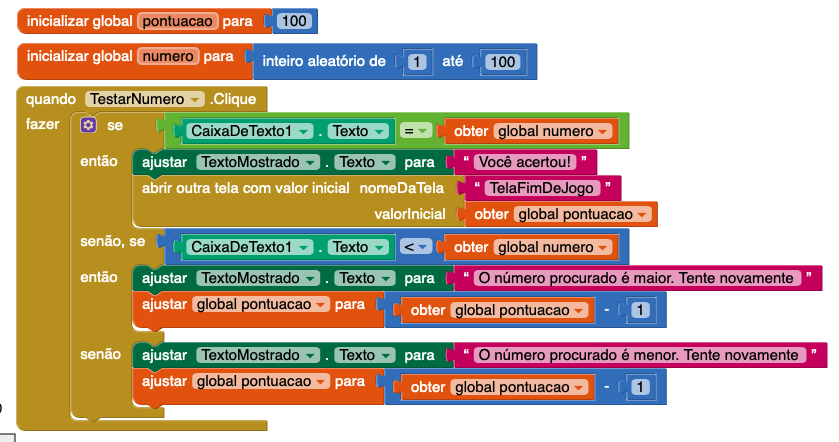 inicializar global pontuacao para 100
inicializar global numero para inteiro aleatório de 1 até 100
quando TestarNumero .Clique
fazer se CaixaDeTexto1 . Texto = obter global numero
então ajustar TextoMostrado . Texto para “ Você acertou! ”
abrir outra tela com valor inicial nomeDaTela “ TelaFimDeJogo ”
valorInicial obter global pontuacao
senão, se CaixaDeTexto1 . Texto < obter global numero
então ajustar TextoMostrado . Texto para “ O número procurado é maior. Tente novamente ”
ajustar global pontuacao para obter global pontuacao - 1
senão ajustar TextoMostrado . Texto para “ O número procurado é menor. Tente novamente ”
ajustar global pontuacao para obter global pontuacao - 1